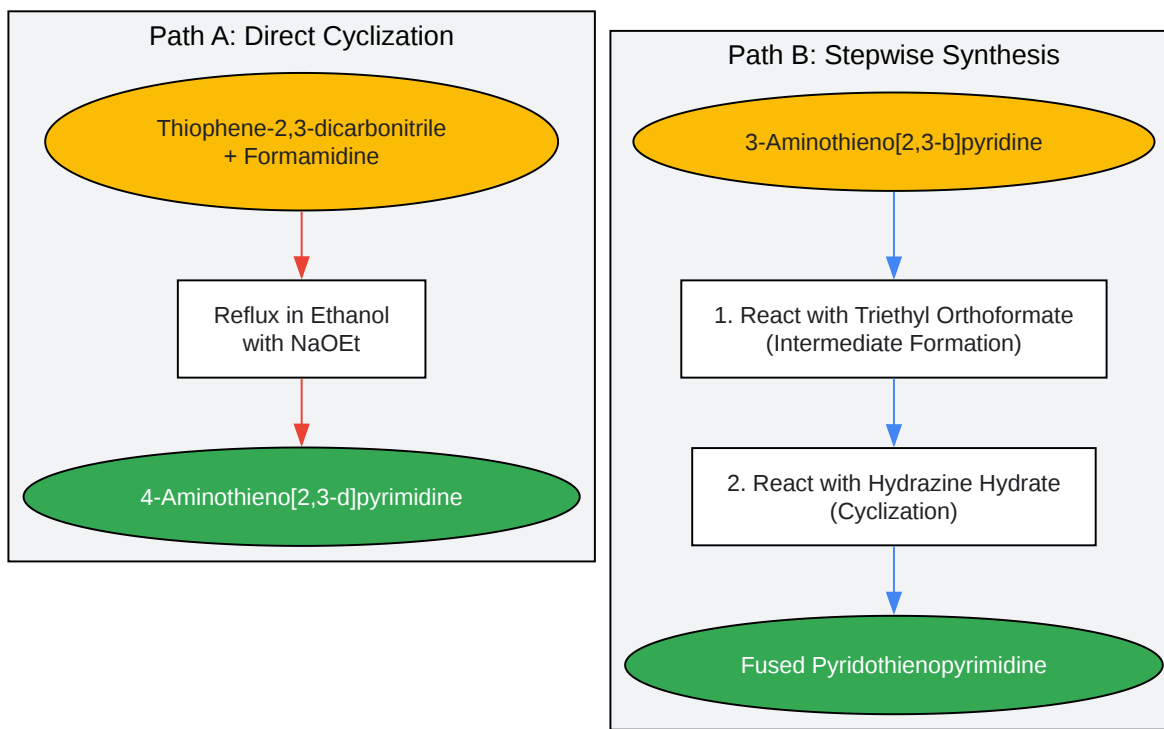 Path A: Direct Cyclization
Thiophene-2,3-dicarbonitrile
+ Formamidine
Reflux in Ethanol
with NaOEt
4-Aminothieno[2,3-d]pyrimidine
Path B: Stepwise Synthesis
3-Aminothieno[2,3-b]pyridine
1. React with Triethyl Orthoformate
(Intermediate Formation)
2. React with Hydrazine Hydrate
(Cyclization)
Fused Pyridothienopyrimidine